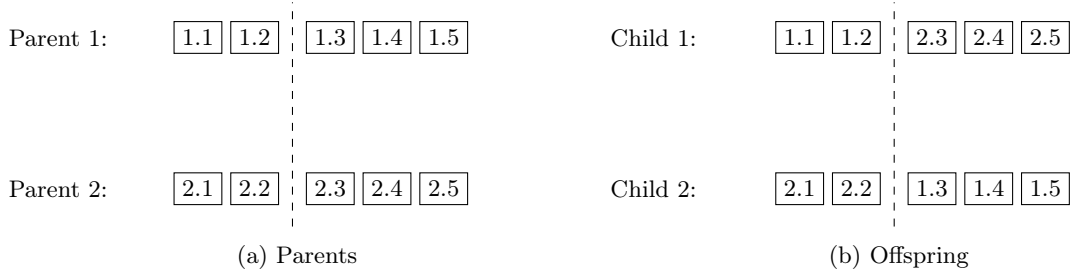 Parent 1: 1.1 1.2 1.3 1.4 1.5
Parent 2: 2.1 2.2 2.3 2.4 2.5
(a) Parents
Child 1: 1.1 1.2 2.3 2.4 2.5
Child 2: 2.1 2.2 1.3 1.4 1.5
(b) Offspring